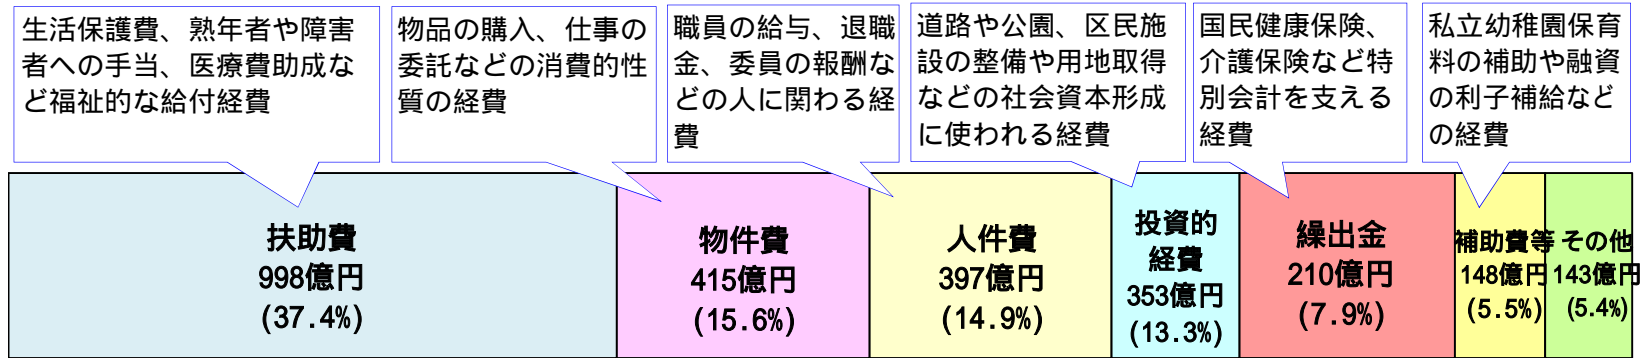 生活保護費、熟年者や障害
者への手当、医療費助成な
ど福祉的な給付経費
物品の購入、仕事の
委託などの消費的性
質の経費
職員の給与、退職
金、委員の報酬な
どの人に関わる経
費
道路や公園、区民施
設の整備や用地取得
などの社会資本形成
に使われる経費
国民健康保険、
介護保険など特
別会計を支える
経費
私立幼稚園保育
料の補助や融資
の利子補給など
の経費
扶助費
998億円
(37.4%)
物件費
415億円
(15.6%)
人件費
397億円
(14.9%)
投資的
経費
353億円
(13.3%)
繰出金
210億円
(7.9%)
補助費等
148億円
(5.5%)
その他
143億円
(5.4%)